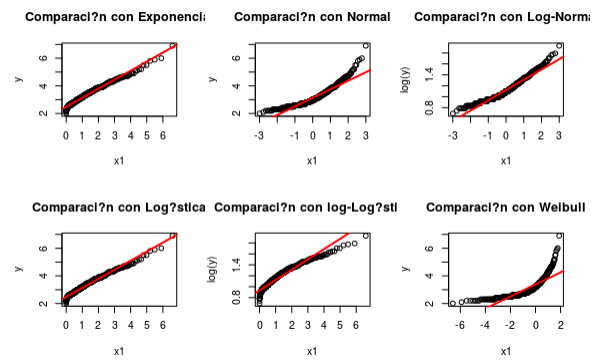 Comparaci?n con Exponencia
Comparaci?n con Normal
Comparaci?n con Log-Norma
y
2 4 6
0 1 2 3 4 5 6
x1
y
2 4 6
-3 -1 0 1 3
x1
log(y)
0.8 1.4
-3 -1 0 1 3
x1
Comparaci?n con Log?stica
Comparaci?n con log-Log?sti
Comparaci?n con Weibull
y
2 4 6
0 1 2 3 4 5 6
x1
log(y)
0.8 1.4
0 1 2 3 4 5 6
x1
y
2 4 6
-6 -4 -2 0 2
x1